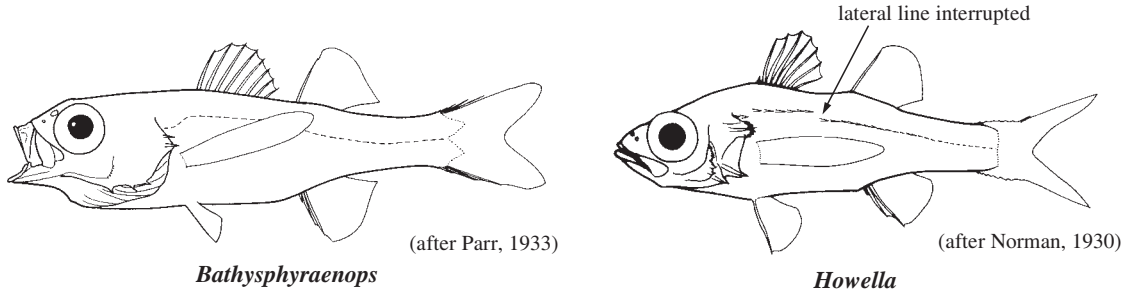 lateral line interrupted
(after Parr, 1933)
Bathysphyraenops
(after Norman, 1930)
Howella